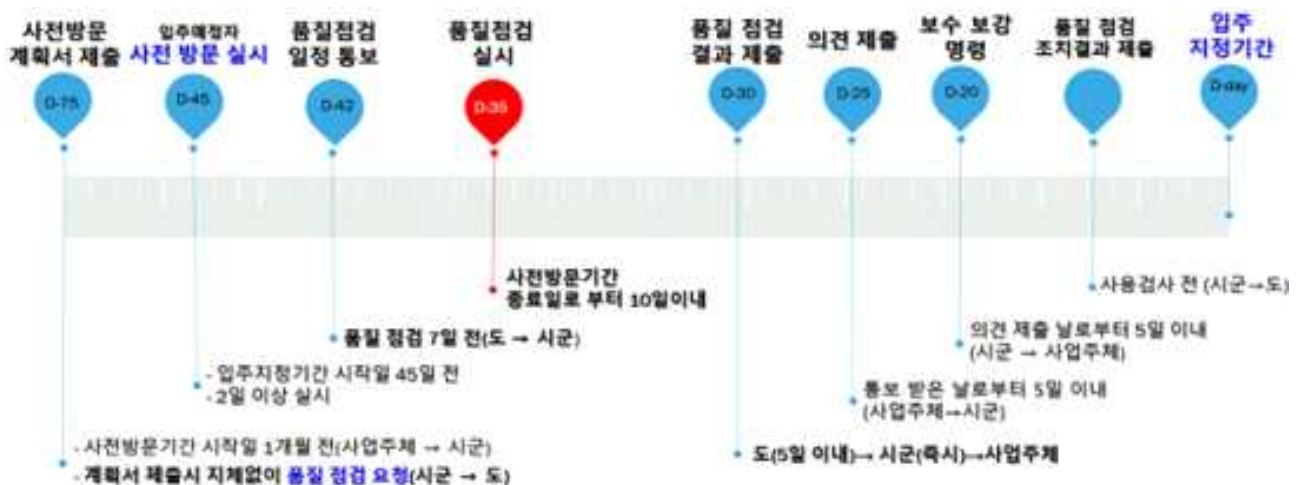 사전방문
계획서 제출
입주예정자
사전 방문 실시
품질점검
일정 통보
품질점검
실시
품질 점검
결과 제출
의견 제출
보수 보강
명령
품질 점검
조치결과 제출
입주
지정기간
D-75
D-45
D-42
D-35
D-30
D-25
D-20
D-day
사전방문기간
종료일로 부터 10일이내
사용검사 전 (시군→도)
품질 점검 7일 전(도 → 시군)
의견 제출 날로부터 5일 이내
(시군 → 사업주체)
- 입주지정기간 시작일 45일 전
- 2일 이상 실시
통보 받은 날로부터 5일 이내
(사업주체→시군)
- 사전방문기간 시작일 1개월 전(사업주체 → 시군)
- 계획서 제출시 지체없이 품질 점검 요청(시군 → 도)
도(5일 이내)→ 시군(즉시)→사업주체